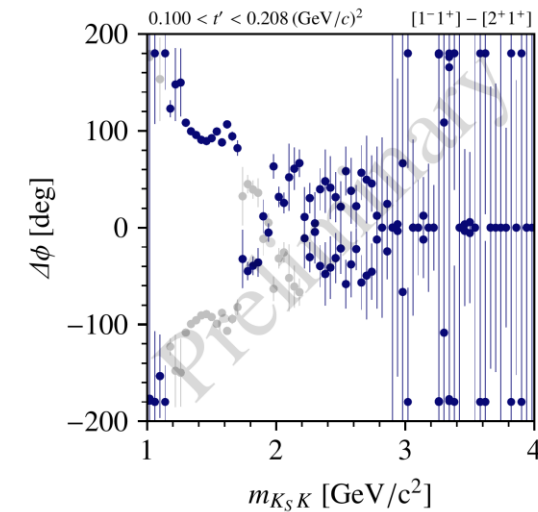 0.100 < t′ < 0.208 (GeV/c)² [1⁻1⁺] − [2⁺1⁺]
200
100
0
−100
−200
Δϕ [deg]
Preliminary
1 2 3 4
m_{K_S K} [GeV/c²]